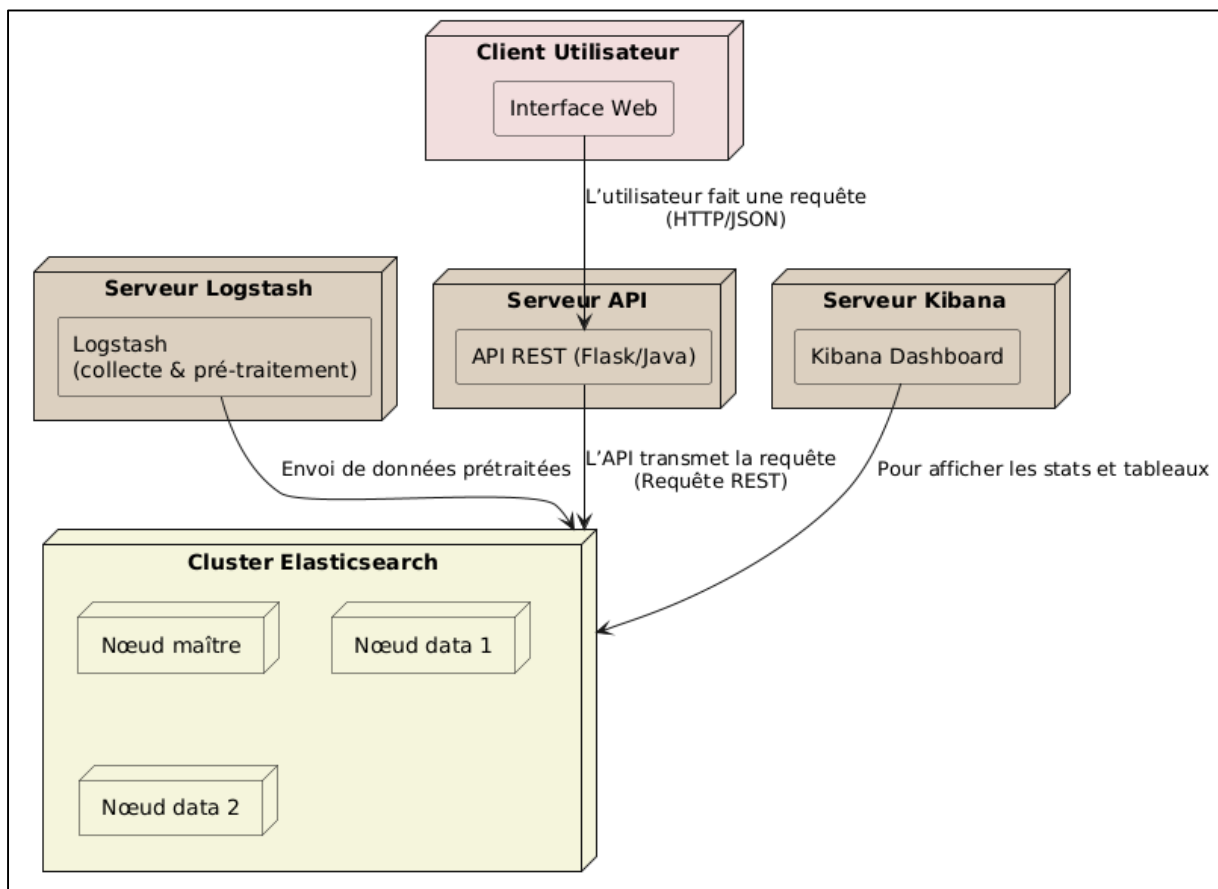 Client Utilisateur
Interface Web
L’utilisateur fait une requête
(HTTP/JSON)
Serveur Logstash
Logstash
(collecte & pré-traitement)
Serveur API
API REST (Flask/Java)
Serveur Kibana
Kibana Dashboard
Envoi de données prétraitées
L’API transmet la requête
(Requête REST)
Pour afficher les stats et tableaux
Cluster Elasticsearch
Nœud maître
Nœud data 1
Nœud data 2